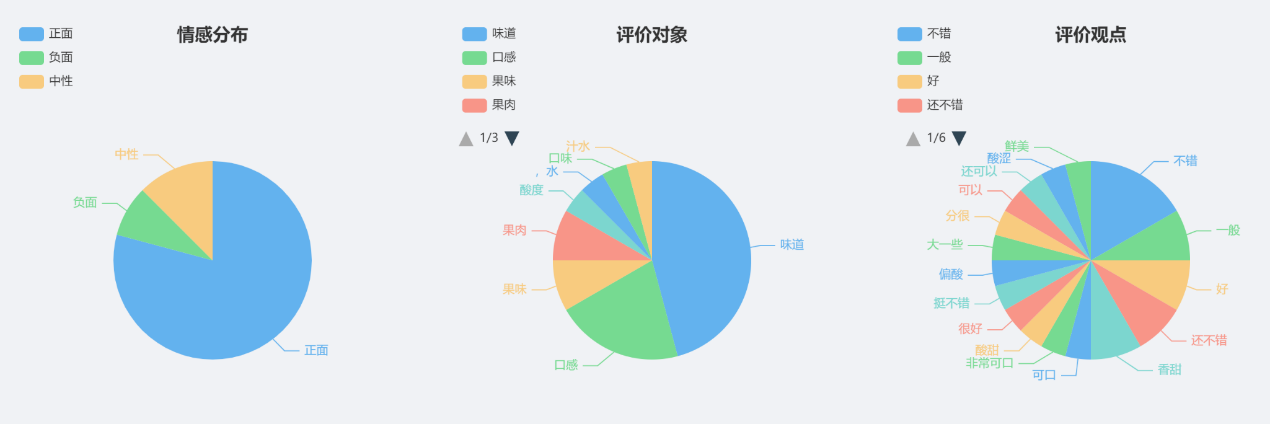 情感分布
正面
负面
中性
中性
负面
正面
评价对象
味道
口感
果味
果肉
1/3
汁水
口味
，水
酸度
果肉
果味
口感
味道
评价观点
不错
一般
好
还不错
1/6
鲜美
酸涩
还可以
可以
分很
大一些
偏酸
挺不错
很好
酸甜
非常可口
可口
香甜
还不错
好
一般
不错